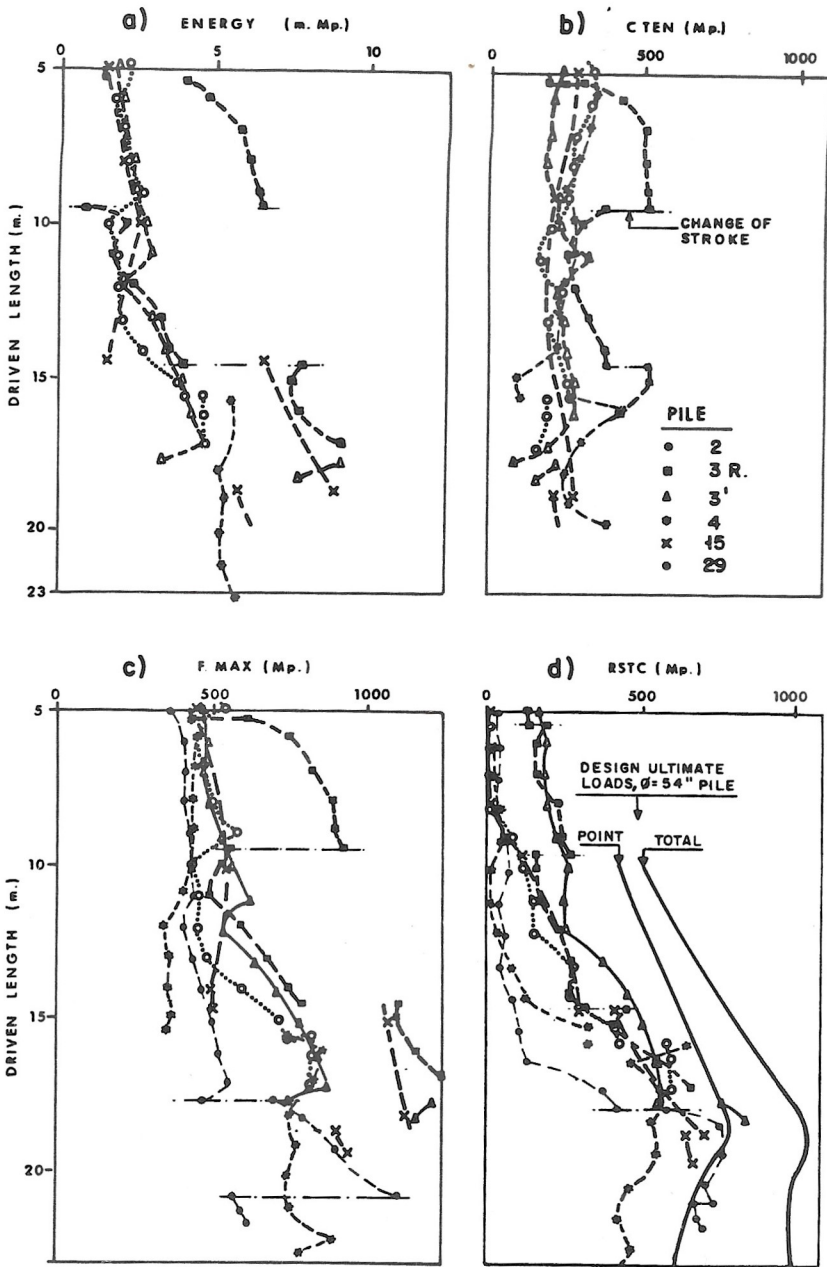 a) ENERGY (m. Mp.)
0 5 10
5
10
15
20
23
DRIVEN LENGTH (m.)
b) C TEN (Mp.)
0 500 1000
CHANGE OF
STROKE
PILE
2
3 R.
3'
4
15
29
c) F. MAX (Mp.)
0 500 1000
5
10
15
20
DRIVEN LENGTH (m.)
d) RSTC (Mp.)
0 500 1000
DESIGN ULTIMATE
LOADS, Ø=54" PILE
POINT TOTAL